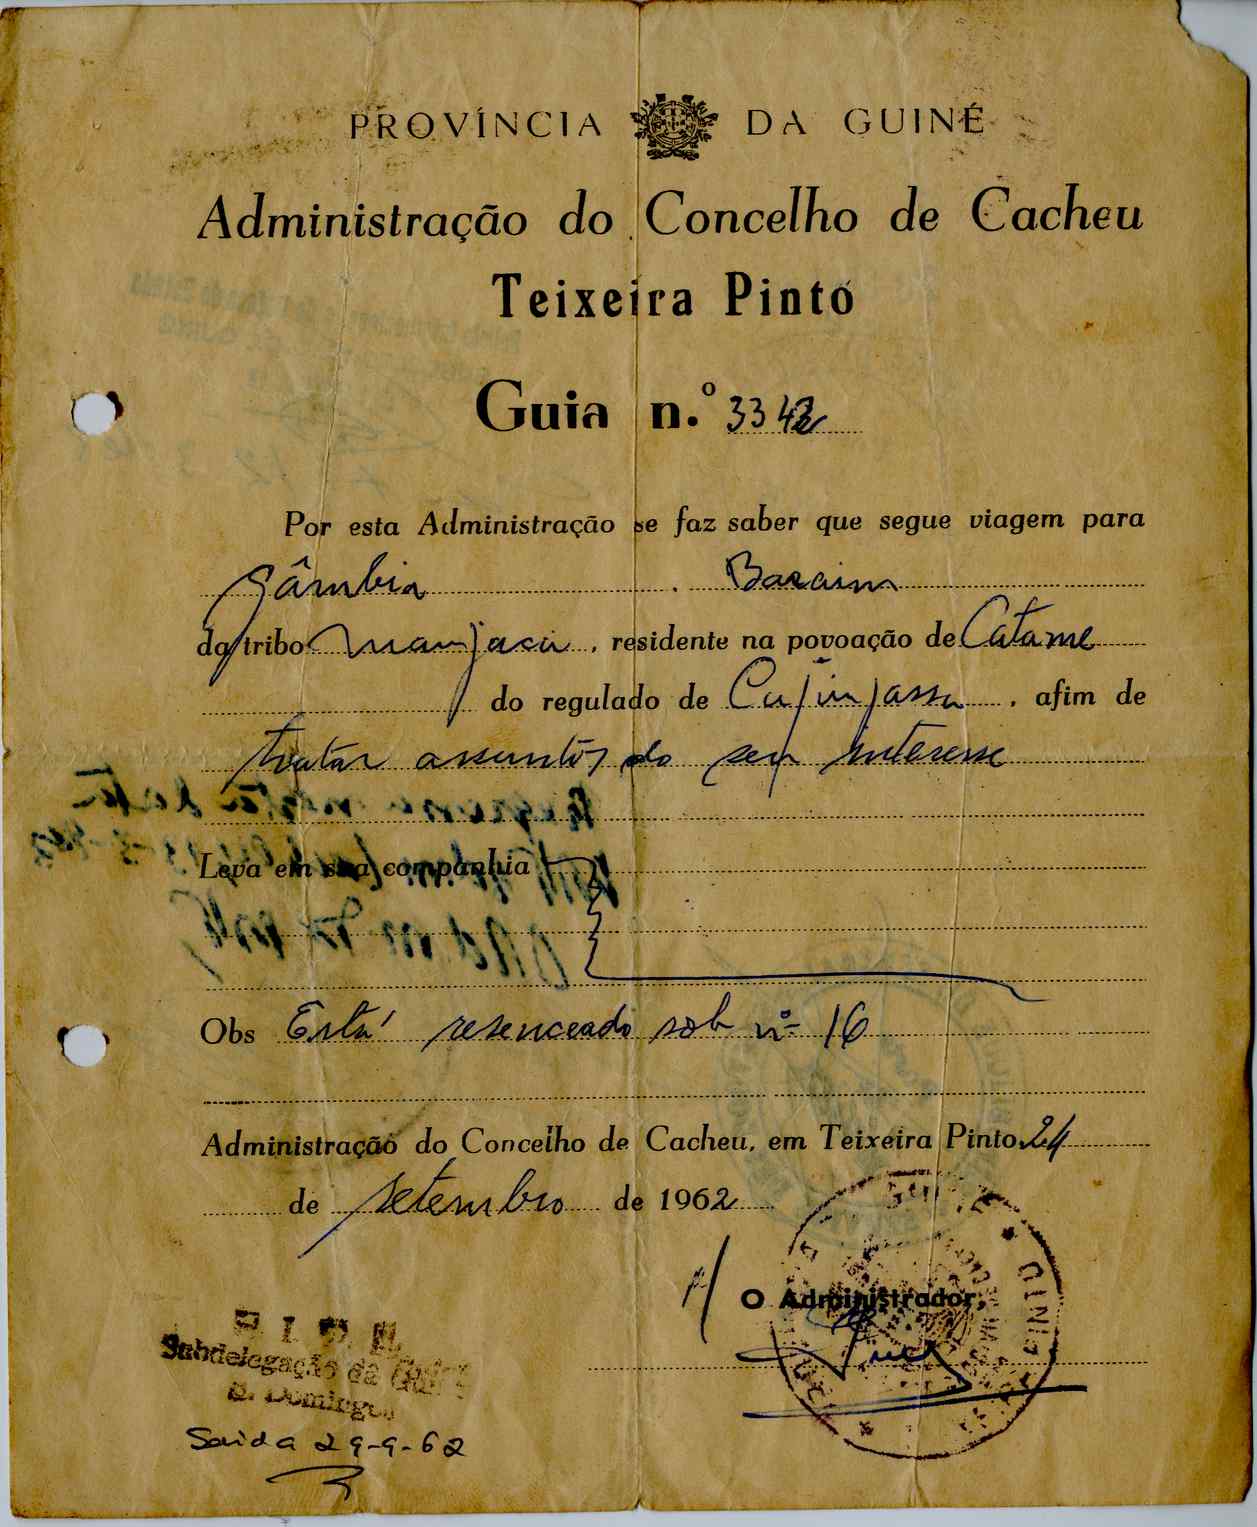 PROVÍNCIA DA GUINÉ
Administração do Concelho de Cacheu
Teixeira Pinto
Guia n.º 3342
Por esta Administração se faz saber que segue viagem para
Gâmbia . Baraim
da tribo manjaca , residente na povoação de Catame
do regulado de Cajinjassa , afim de
tratar assuntos do seu interesse
Leva em sua companhia
Obs Está resenceado sob nº 16
Administração do Concelho de Cacheu, em Teixeira Pinto 24
de setembro de 1962
O Administrador,
P. I. D. E.
Subdelegação da Guiné
S. Domingos
Saida 29-9-62